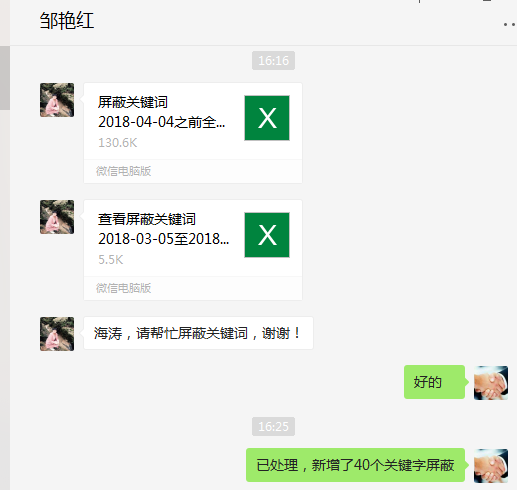 邹艳红
16:16
屏蔽关键词
2018-04-04之前全...
130.6K
微信电脑版
查看屏蔽关键词
2018-03-05至2018...
5.5K
微信电脑版
海涛，请帮忙屏蔽关键词，谢谢！
好的
16:25
已处理，新增了40个关键字屏蔽